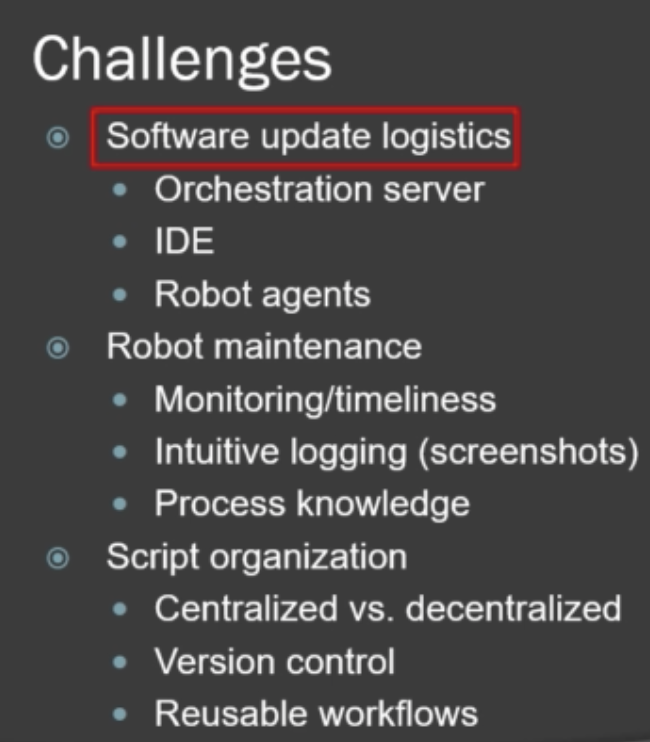 Challenges
Software update logistics
Orchestration server
IDE
Robot agents
Robot maintenance
Monitoring/timeliness
Intuitive logging (screenshots)
Process knowledge
Script organization
Centralized vs. decentralized
Version control
Reusable workflows